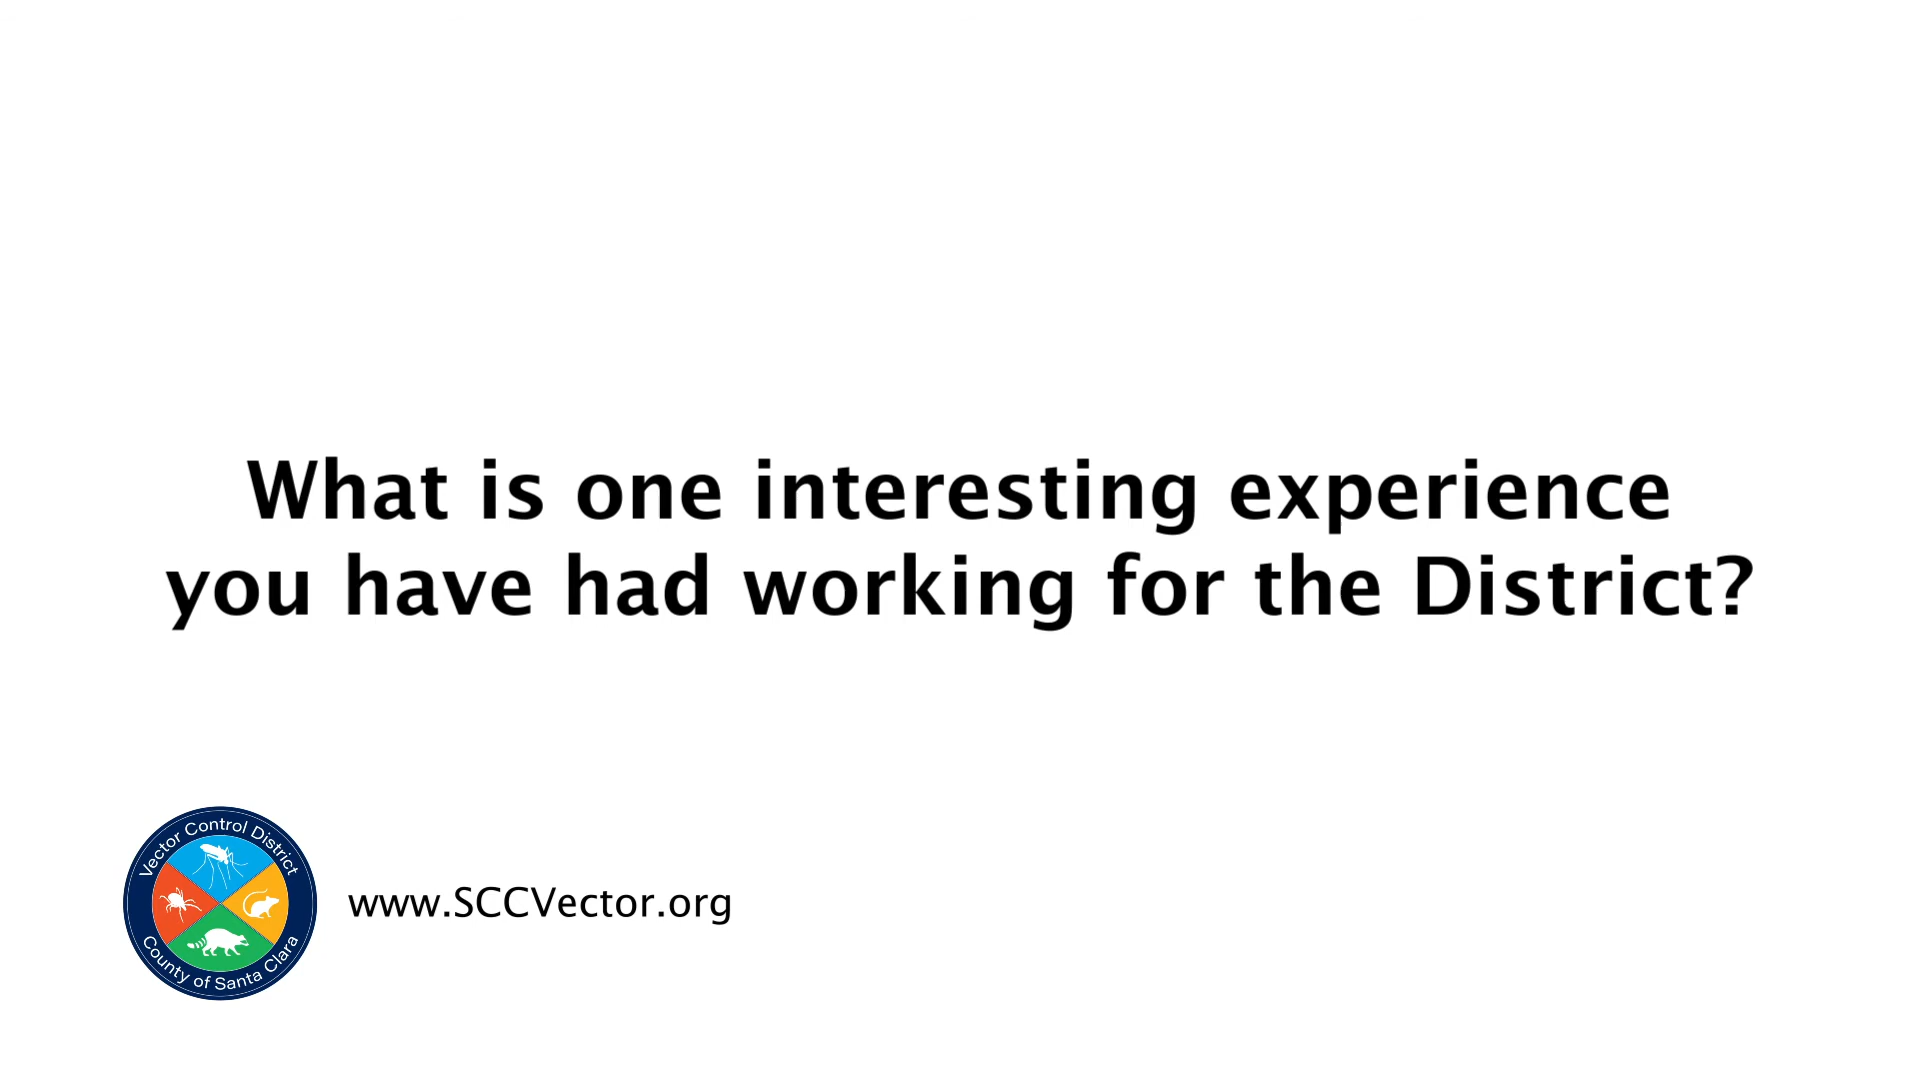 What is one interesting experience
you have had working for the District?
Vector Control District
County of Santa Clara
www.SCCVector.org